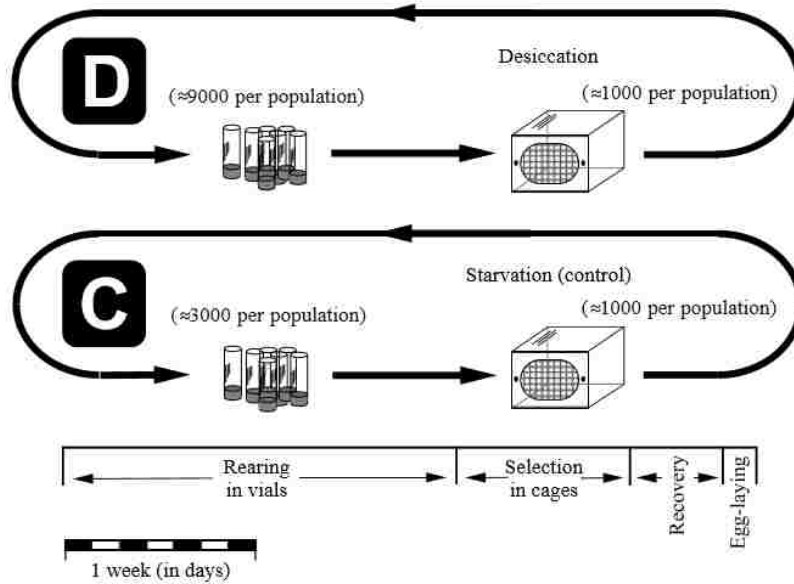 D
Desiccation
(≈9000 per population)
(≈1000 per population)
C
Starvation (control)
(≈3000 per population)
(≈1000 per population)
Rearing
in vials
Selection
in cages
Recovery
Egg-laying
1 week (in days)